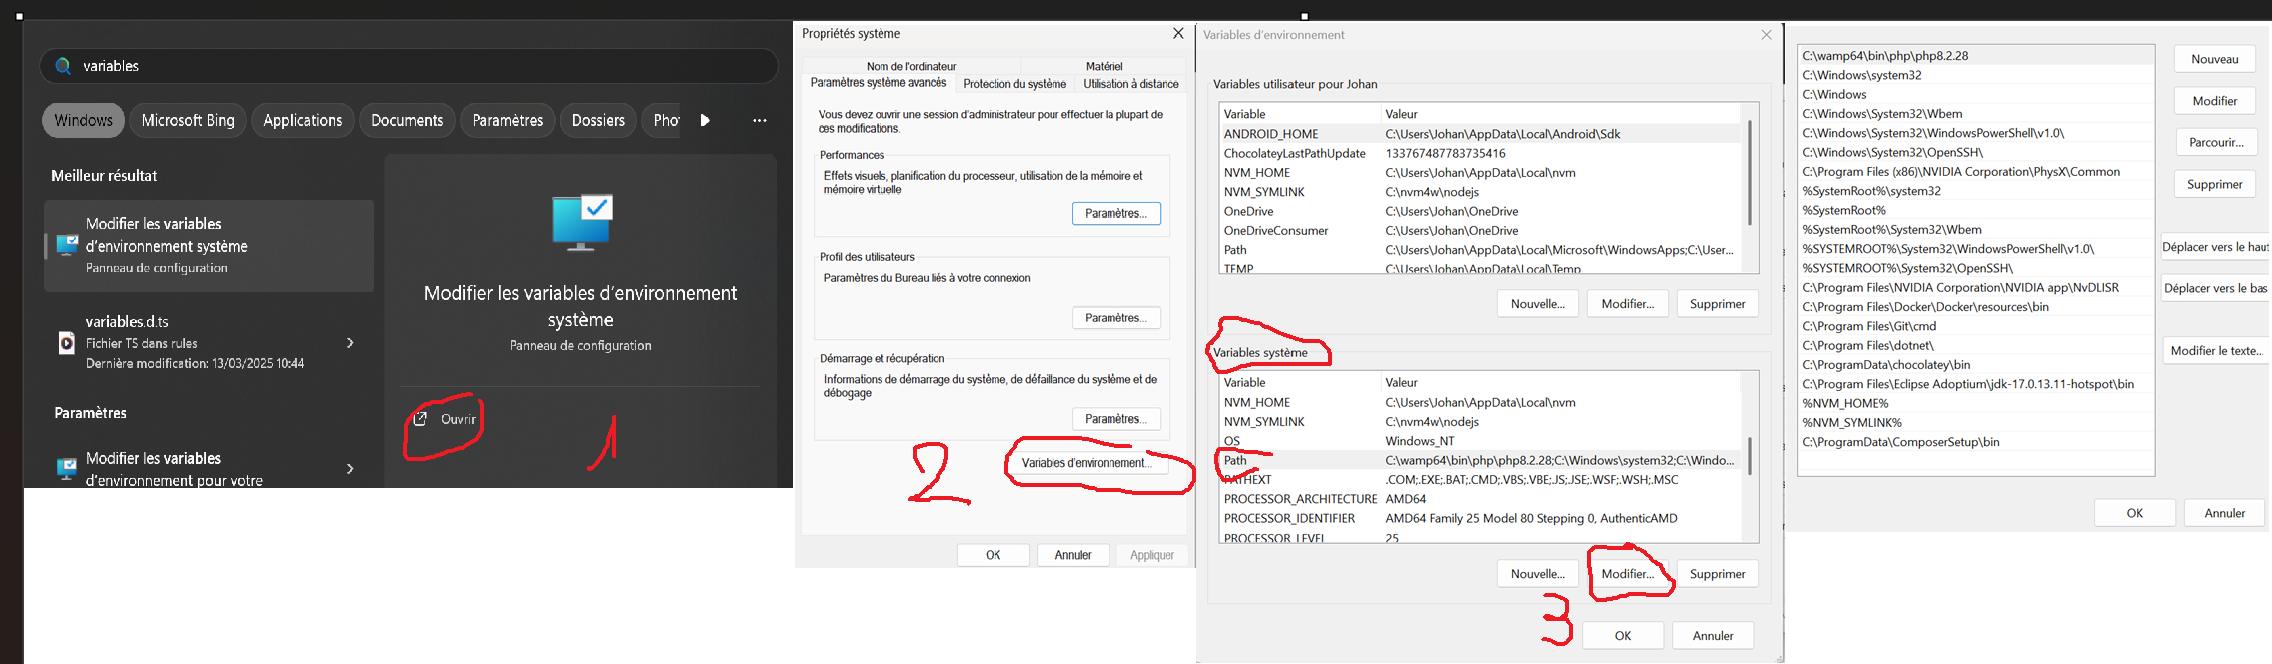 variables
Windows
Microsoft Bing
Applications
Documents
Paramètres
Dossiers
Phot
...
Meilleur résultat
Modifier les variables
d'environnement système
Panneau de configuration
variables.d.ts
Fichier TS dans rules
Dernière modification: 13/03/2025 10:44
Paramètres
Modifier les variables
d'environnement pour votre
Modifier les variables d'environnement
système
Panneau de configuration
Ouvrir
1
Propriétés système
Nom de l'ordinateur
Matériel
Paramètres système avancés
Protection du système
Utilisation à distance
Vous devez ouvrir une session d'administrateur pour effectuer la plupart de
ces modifications.
Performances
Effets visuels, planification du processeur, utilisation de la mémoire et
mémoire virtuelle
Paramètres...
Profil des utilisateurs
Paramètres du Bureau liés à votre connexion
Paramètres...
Démarrage et récupération
Informations de démarrage du système, de défaillance du système et de
débogage
Paramètres...
2
Variables d'environnement...
OK
Annuler
Appliquer
Variables d'environnement
Variables utilisateur pour Johan
Variable Valeur
ANDROID_HOME C:\Users\Johan\AppData\Local\Android\Sdk
ChocolateyLastPathUpdate 133767487783735416
NVM_HOME C:\Users\Johan\AppData\Local\nvm
NVM_SYMLINK C:\nvm4w\nodejs
OneDrive C:\Users\Johan\OneDrive
OneDriveConsumer C:\Users\Johan\OneDrive
Path C:\Users\Johan\AppData\Local\Microsoft\WindowsApps;C:\User...
TEMP C:\Users\Johan\AppData\Local\Temp
Nouvelle...
Modifier...
Supprimer
Variables système
Variable Valeur
NVM_HOME C:\Users\Johan\AppData\Local\nvm
NVM_SYMLINK C:\nvm4w\nodejs
OS Windows_NT
Path C:\wamp64\bin\php\php8.2.28;C:\Windows\system32;C:\Windo...
PATHEXT .COM;.EXE;.BAT;.CMD;.VBS;.VBE;.JS;.JSE;.WSF;.WSH;.MSC
PROCESSOR_ARCHITECTURE AMD64
PROCESSOR_IDENTIFIER AMD64 Family 25 Model 80 Stepping 0, AuthenticAMD
PROCESSOR_LEVEL 25
Nouvelle...
Modifier...
Supprimer
3
OK
Annuler
C:\wamp64\bin\php\php8.2.28
C:\Windows\system32
C:\Windows
C:\Windows\System32\Wbem
C:\Windows\System32\WindowsPowerShell\v1.0\
C:\Windows\System32\OpenSSH\
C:\Program Files (x86)\NVIDIA Corporation\PhysX\Common
%SystemRoot%\system32
%SystemRoot%
%SystemRoot%\System32\Wbem
%SYSTEMROOT%\System32\WindowsPowerShell\v1.0\
%SYSTEMROOT%\System32\OpenSSH\
C:\Program Files\NVIDIA Corporation\NVIDIA app\NvDLISR
C:\Program Files\Docker\Docker\resources\bin
C:\Program Files\Git\cmd
C:\Program Files\dotnet\
C:\ProgramData\chocolatey\bin
C:\Program Files\Eclipse Adoptium\jdk-17.0.13.11-hotspot\bin
%NVM_HOME%
%NVM_SYMLINK%
C:\ProgramData\ComposerSetup\bin
Nouveau
Modifier
Parcourir...
Supprimer
Déplacer vers le haut
Déplacer vers le bas
Modifier le texte...
OK
Annuler